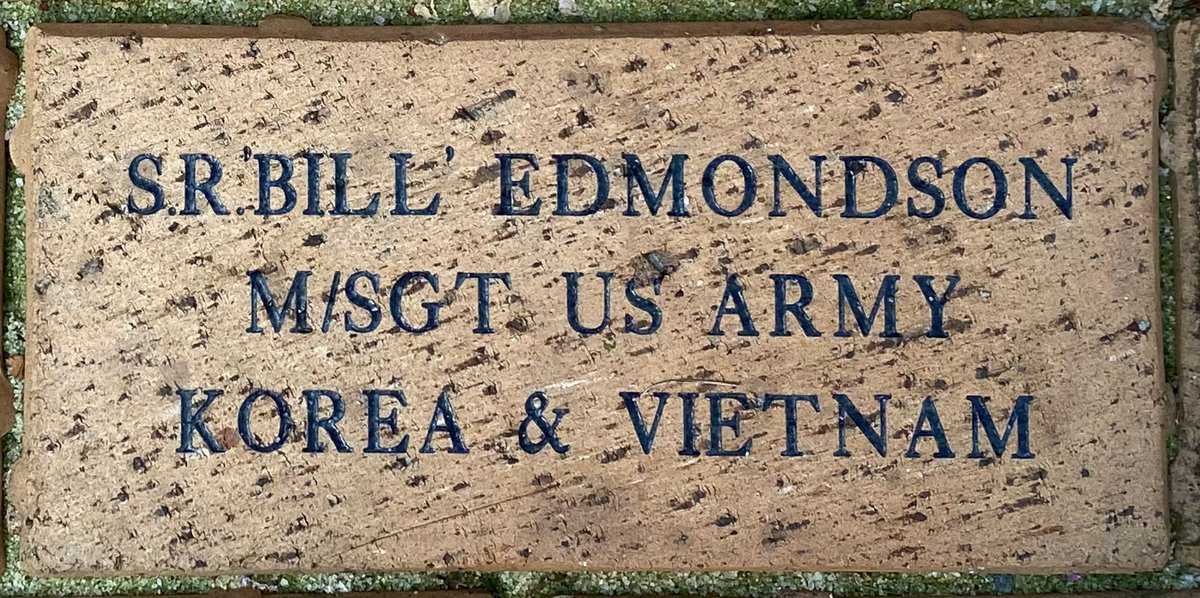 S.R.'BILL' EDMONDSON
M/SGT US ARMY
KOREA & VIETNAM